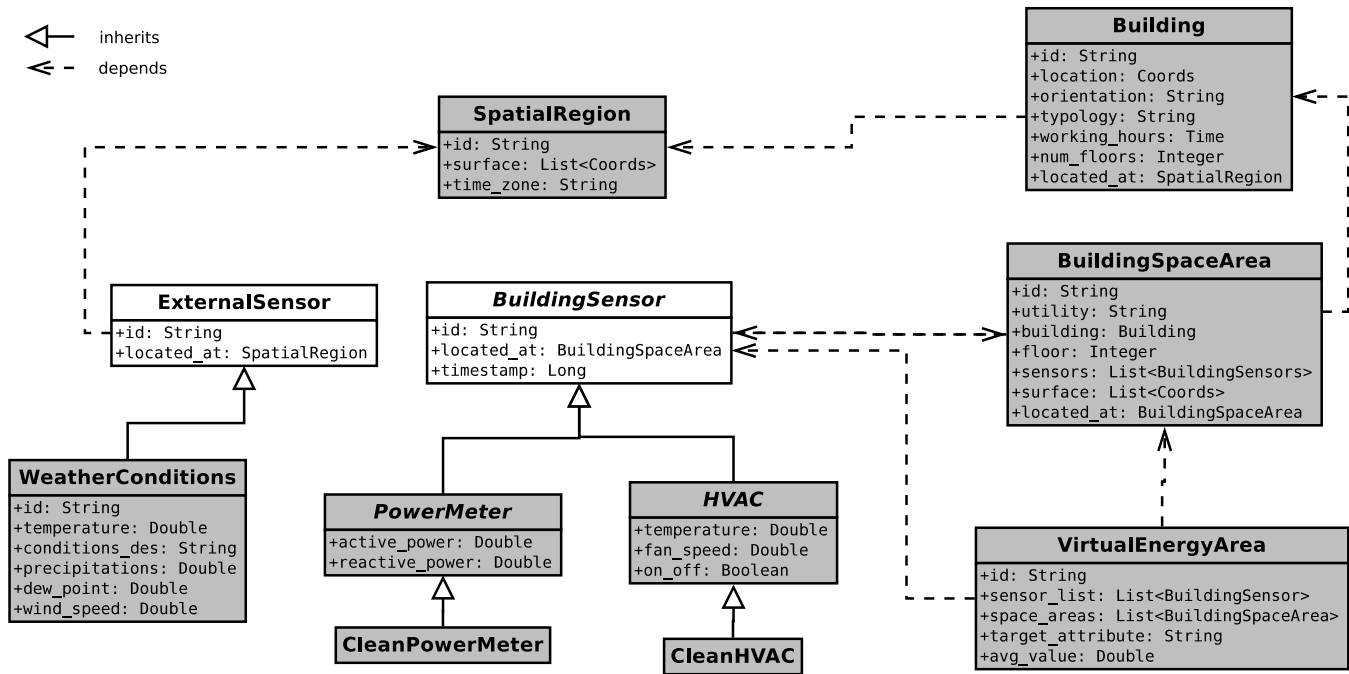 inherits
depends
Building
+id: String
+location: Coords
+orientation: String
+typology: String
+working_hours: Time
+num_floors: Integer
+located_at: SpatialRegion
SpatialRegion
+id: String
+surface: List<Coords>
+time_zone: String
ExternalSensor
+id: String
+located_at: SpatialRegion
BuildingSensor
+id: String
+located_at: BuildingSpaceArea
+timestamp: Long
BuildingSpaceArea
+id: String
+utility: String
+building: Building
+floor: Integer
+sensors: List<BuildingSensors>
+surface: List<Coords>
+located_at: BuildingSpaceArea
WeatherConditions
+id: String
+temperature: Double
+conditions_des: String
+precipitations: Double
+dew_point: Double
+wind_speed: Double
PowerMeter
+active_power: Double
+reactive_power: Double
HVAC
+temperature: Double
+fan_speed: Double
+on_off: Boolean
VirtualEnergyArea
+id: String
+sensor_list: List<BuildingSensor>
+space_areas: List<BuildingSpaceArea>
+target_attribute: String
+avg_value: Double
CleanPowerMeter
CleanHVAC